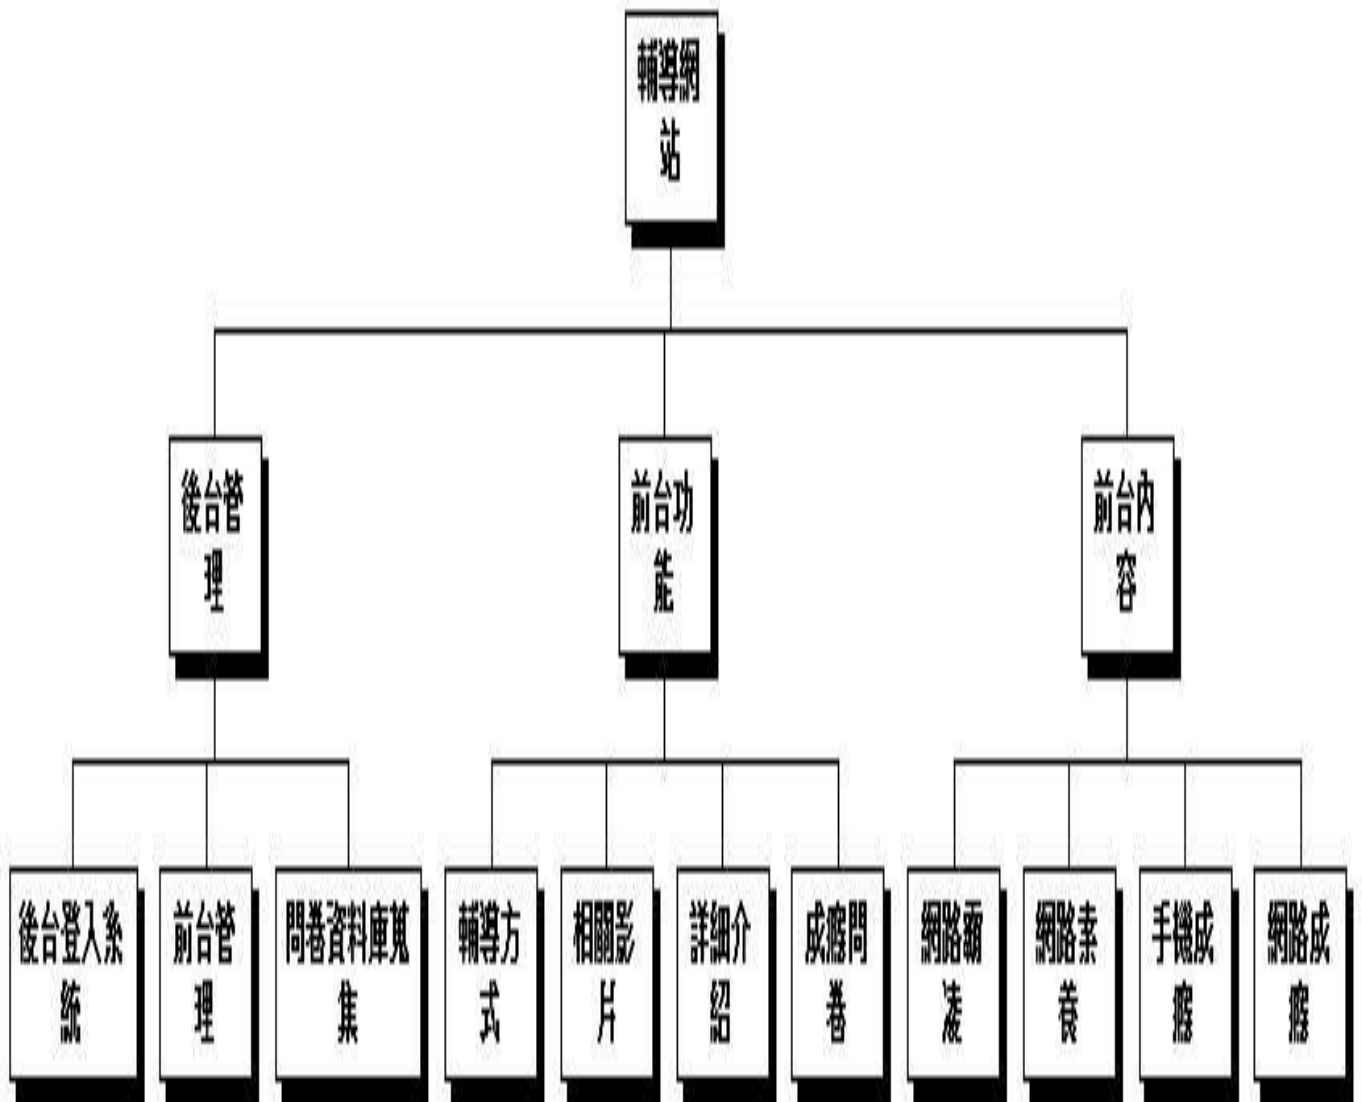 輔導網
站
後台管
理
前台功
能
前台內
容
後台登入系
統
前台管
理
問卷資料庫蒐
集
輔導方
式
相關影
片
詳細介
紹
成癮問
卷
網路霸
凌
網路素
養
手機成
癮
網路成
癮